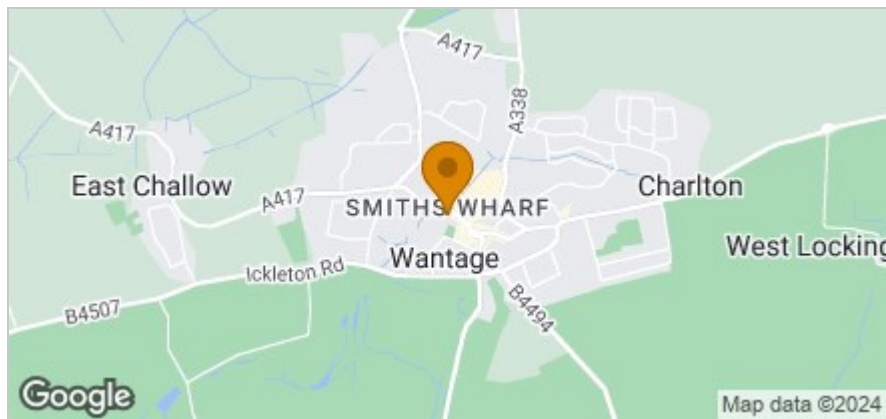 A417
A338
A417
East Challow
Charlton
A417
SMITHS WHARF
West Locking
Wantage
Ickleton Rd
B4507
B4494
Google
Map data ©2024